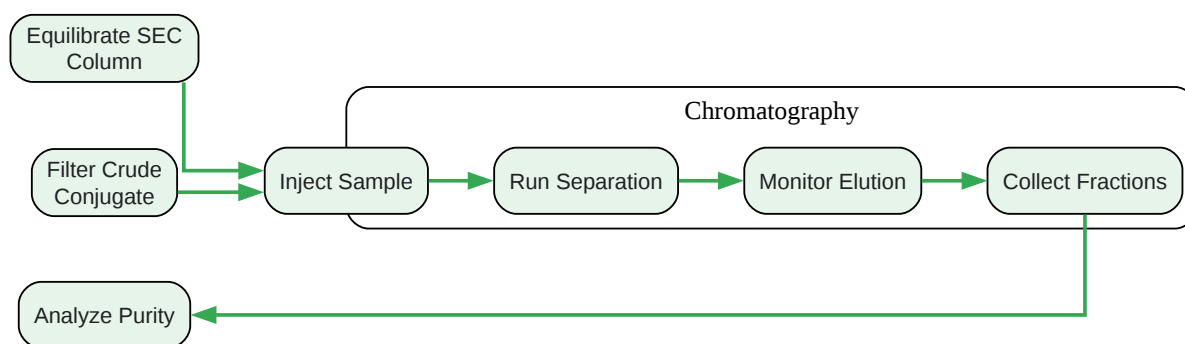 Equilibrate SEC
Column
Chromatography
Filter Crude
Conjugate
Inject Sample
Run Separation
Monitor Elution
Collect Fractions
Analyze Purity